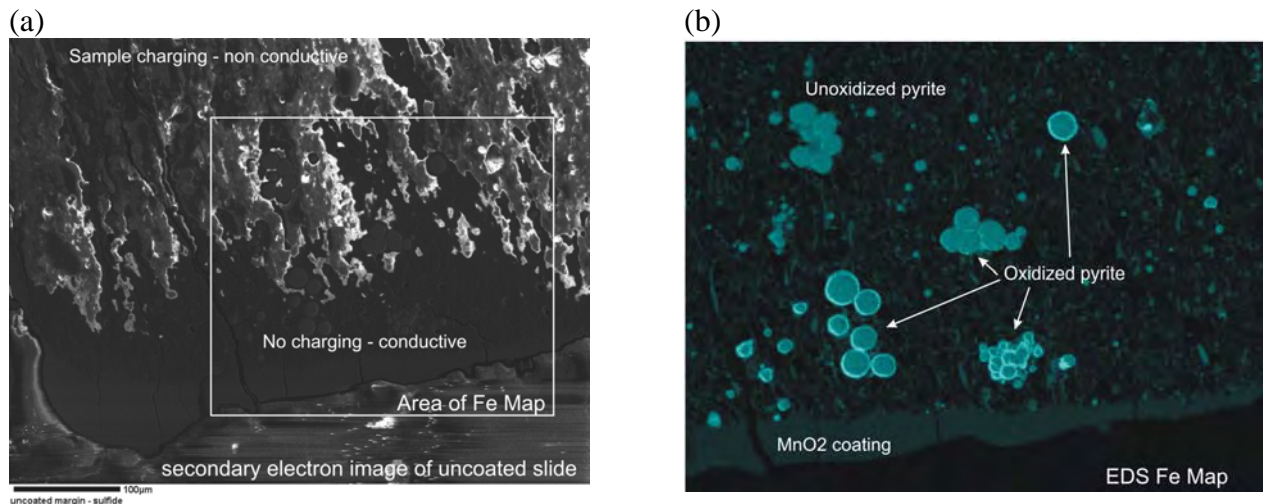 (a)
Sample charging - non conductive
No charging - conductive
Area of Fe Map
secondary electron image of uncoated slide
100µm
uncoated margin - sulfide
(b)
Unoxidized pyrite
Oxidized pyrite
MnO2 coating
EDS Fe Map